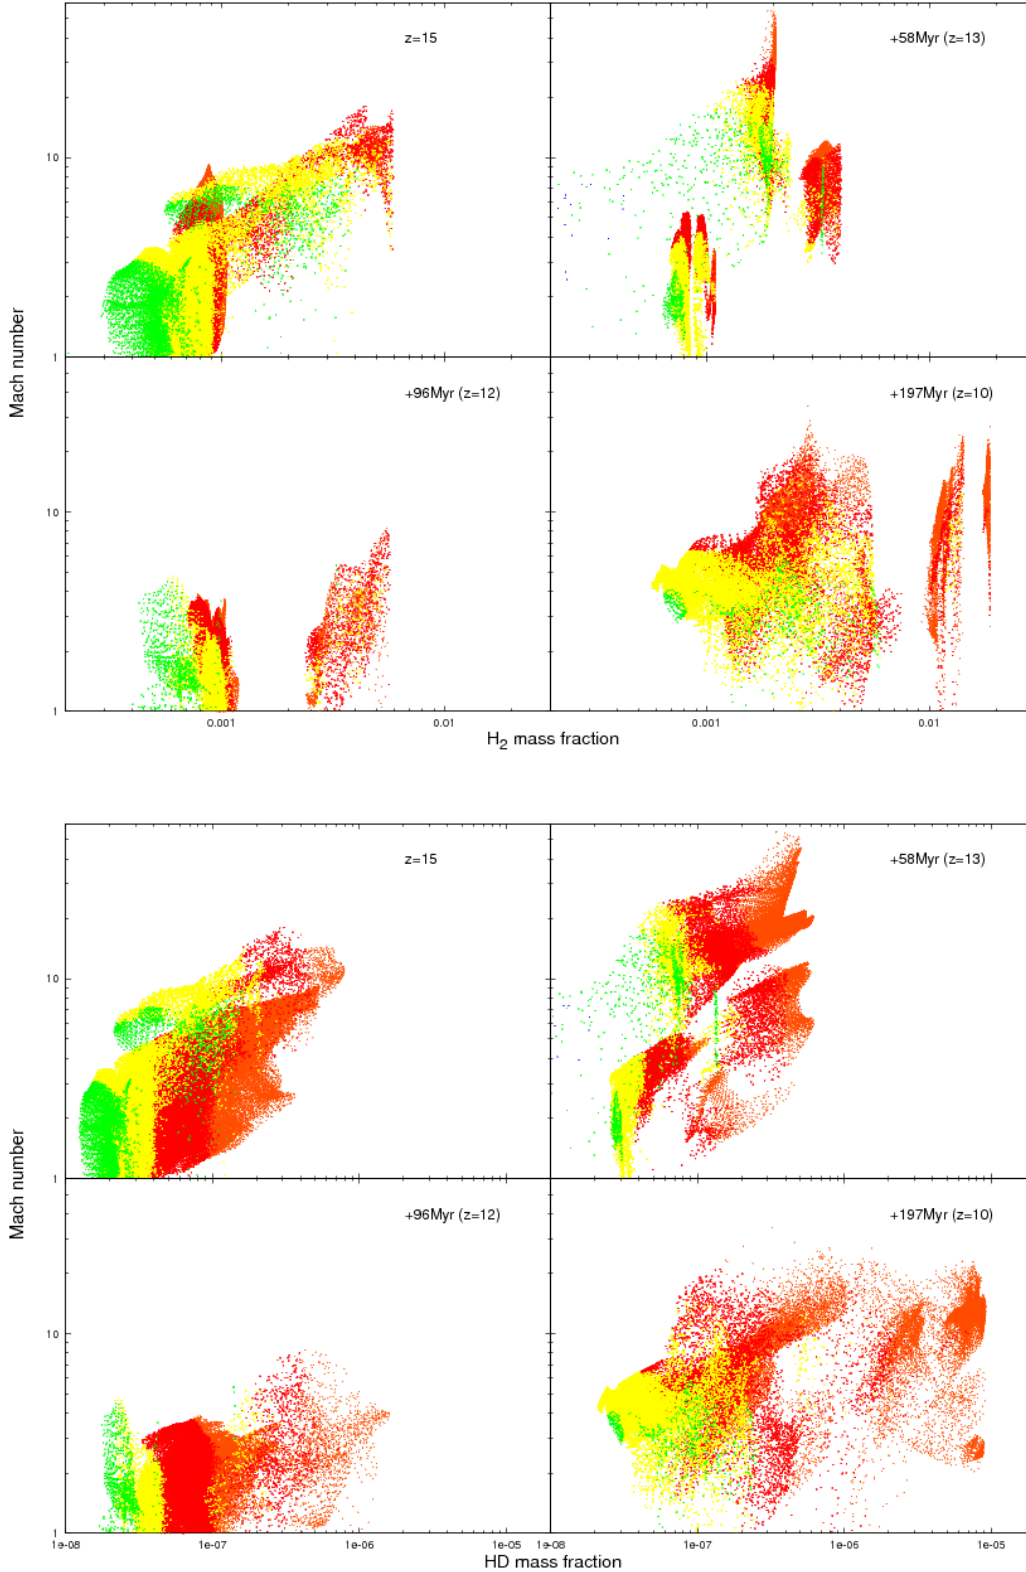 z=15
+58Myr (z=13)
10
1
Mach number
+96Myr (z=12)
+197Myr (z=10)
10
1
0.001
0.01
0.001
0.01
H2 mass fraction
z=15
+58Myr (z=13)
10
1
Mach number
+96Myr (z=12)
+197Myr (z=10)
10
1
1e-08
1e-07
1e-06
1e-05
1e-08
1e-07
1e-06
1e-05
HD mass fraction